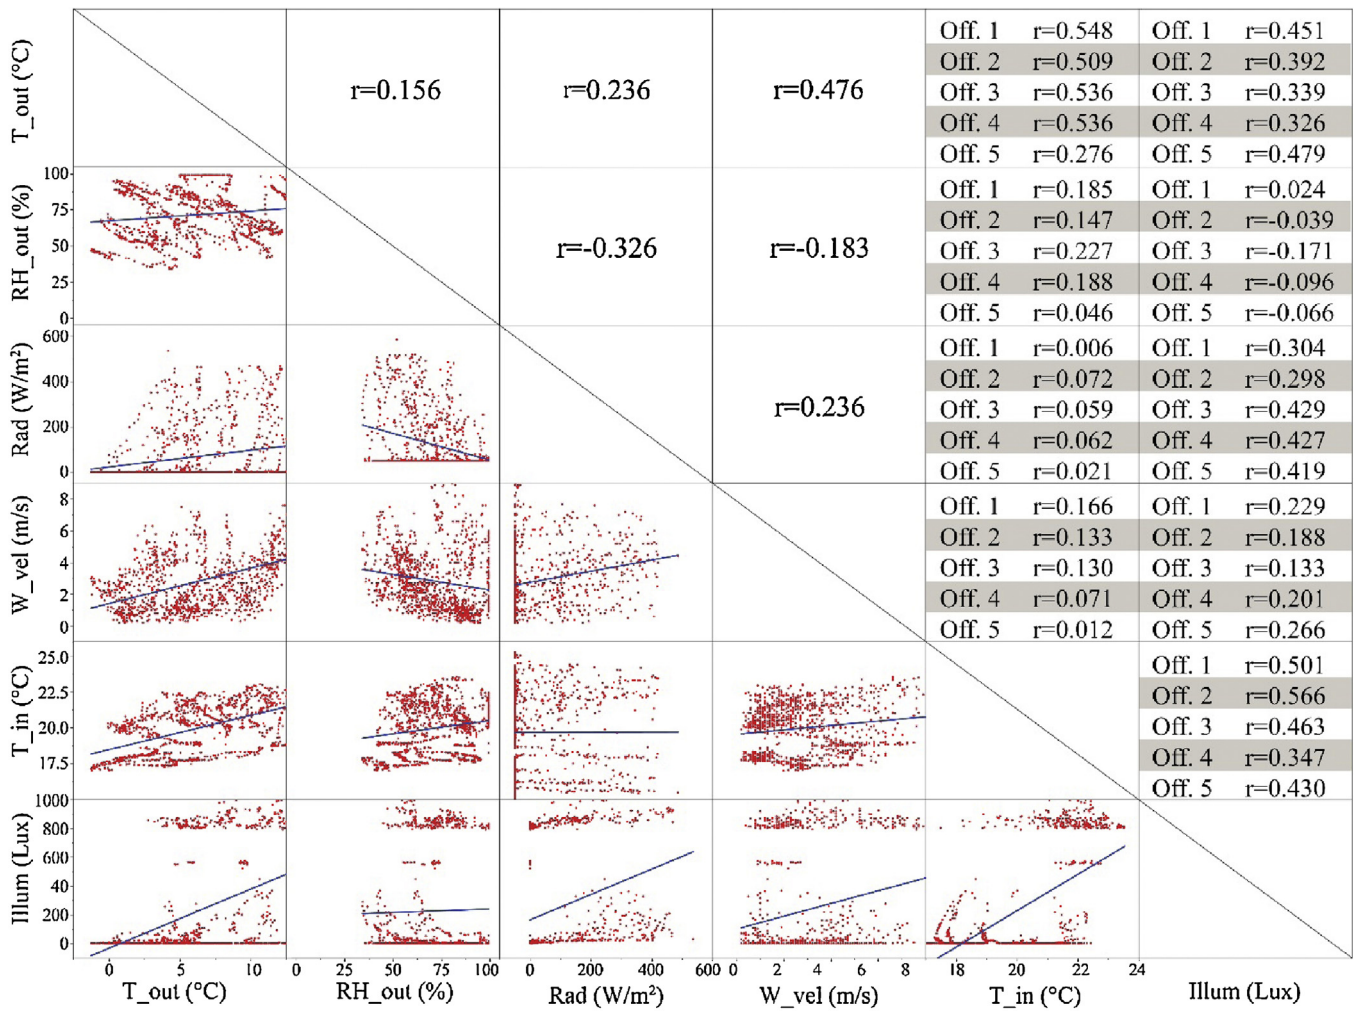 T_out (°C)
r=0.156
r=0.236
r=0.476
Off. 1 r=0.548 Off. 1 r=0.451
Off. 2 r=0.509 Off. 2 r=0.392
Off. 3 r=0.536 Off. 3 r=0.339
Off. 4 r=0.536 Off. 4 r=0.326
Off. 5 r=0.276 Off. 5 r=0.479
RH_out (%)
100
75
50
25
0
r=-0.326
r=-0.183
Off. 1 r=0.185 Off. 1 r=0.024
Off. 2 r=0.147 Off. 2 r=-0.039
Off. 3 r=0.227 Off. 3 r=-0.171
Off. 4 r=0.188 Off. 4 r=-0.096
Off. 5 r=0.046 Off. 5 r=-0.066
Rad (W/m²)
600
400
200
0
r=0.236
Off. 1 r=0.006 Off. 1 r=0.304
Off. 2 r=0.072 Off. 2 r=0.298
Off. 3 r=0.059 Off. 3 r=0.429
Off. 4 r=0.062 Off. 4 r=0.427
Off. 5 r=0.021 Off. 5 r=0.419
W_vel (m/s)
8
6
4
2
0
Off. 1 r=0.166 Off. 1 r=0.229
Off. 2 r=0.133 Off. 2 r=0.188
Off. 3 r=0.130 Off. 3 r=0.133
Off. 4 r=0.071 Off. 4 r=0.201
Off. 5 r=0.012 Off. 5 r=0.266
T_in (°C)
25.0
22.5
20.0
17.5
Off. 1 r=0.501
Off. 2 r=0.566
Off. 3 r=0.463
Off. 4 r=0.347
Off. 5 r=0.430
Illum (Lux)
1000
800
600
40
200
0
0 5 10 0 25 50 75 100 0 200 400 600 0 2 4 6 8 18 20 22 24
T_out (°C) RH_out (%) Rad (W/m²) W_vel (m/s) T_in (°C) Illum (Lux)